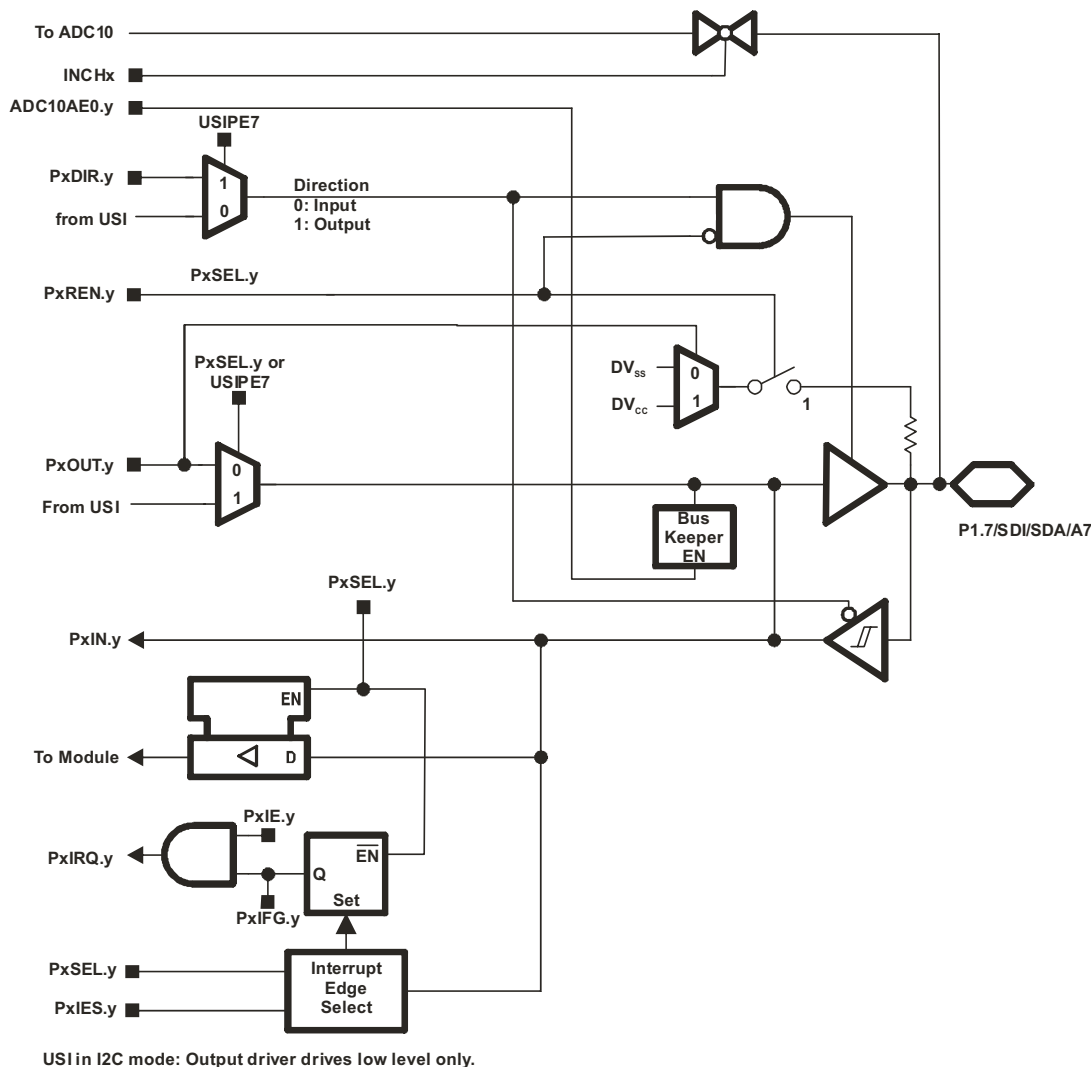 To ADC10
INCHx
ADC10AE0.y
USIPE7
PxDIR.y
1
from USI
0
Direction
0: Input
1: Output
PxSEL.y
PxREN.y
PxSEL.y or
USIPE7
DVSS
0
DVCC
1
1
PxOUT.y
0
From USI
1
Bus
Keeper
EN
P1.7/SDI/SDA/A7
PxSEL.y
PxIN.y
EN
To Module
D
PxIE.y
PxIRQ.y
EN
Q
Set
PxIFG.y
PxSEL.y
PxIES.y
Interrupt
Edge
Select
USI in I2C mode: Output driver drives low level only.